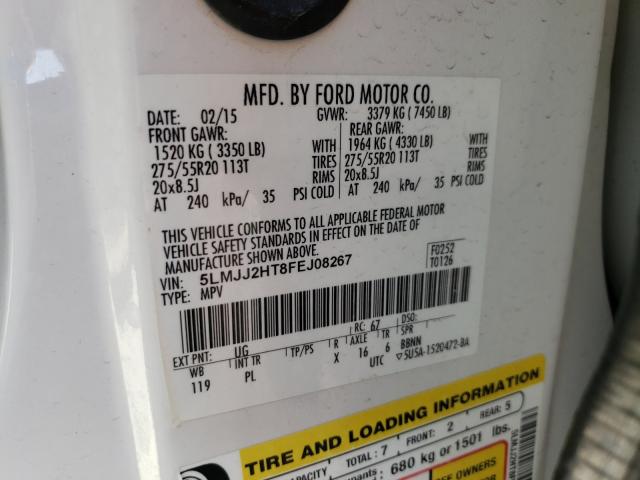 MFD. BY FORD MOTOR CO.
DATE: 02/15 GVWR: 3379 KG ( 7450 LB)
FRONT GAWR: REAR GAWR:
1520 KG ( 3350 LB) WITH 1964 KG ( 4330 LB) WITH
275/55R20 113T TIRES 275/55R20 113T TIRES
20x8.5J RIMS 20x8.5J RIMS
AT 240 kPa/ 35 PSI COLD AT 240 kPa/ 35 PSI COLD
THIS VEHICLE CONFORMS TO ALL APPLICABLE FEDERAL MOTOR
VEHICLE SAFETY STANDARDS IN EFFECT ON THE DATE OF
MANUFACTURE SHOWN ABOVE.
VIN: 5LMJJ2HT8FEJ08267 F0252
TYPE: MPV T0126
RC: 67 DSO:
EXT PNT: UG R AXLE TR SPR
WB INT TR TP/PS X 16 6 BBNN
119 PL UTC 5U5A-1520472-BA
TIRE AND LOADING INFORMATION
TOTAL: 7 FRONT: 2 REAR: 5
680 kg or 1501 lbs.
SEE OWNERS